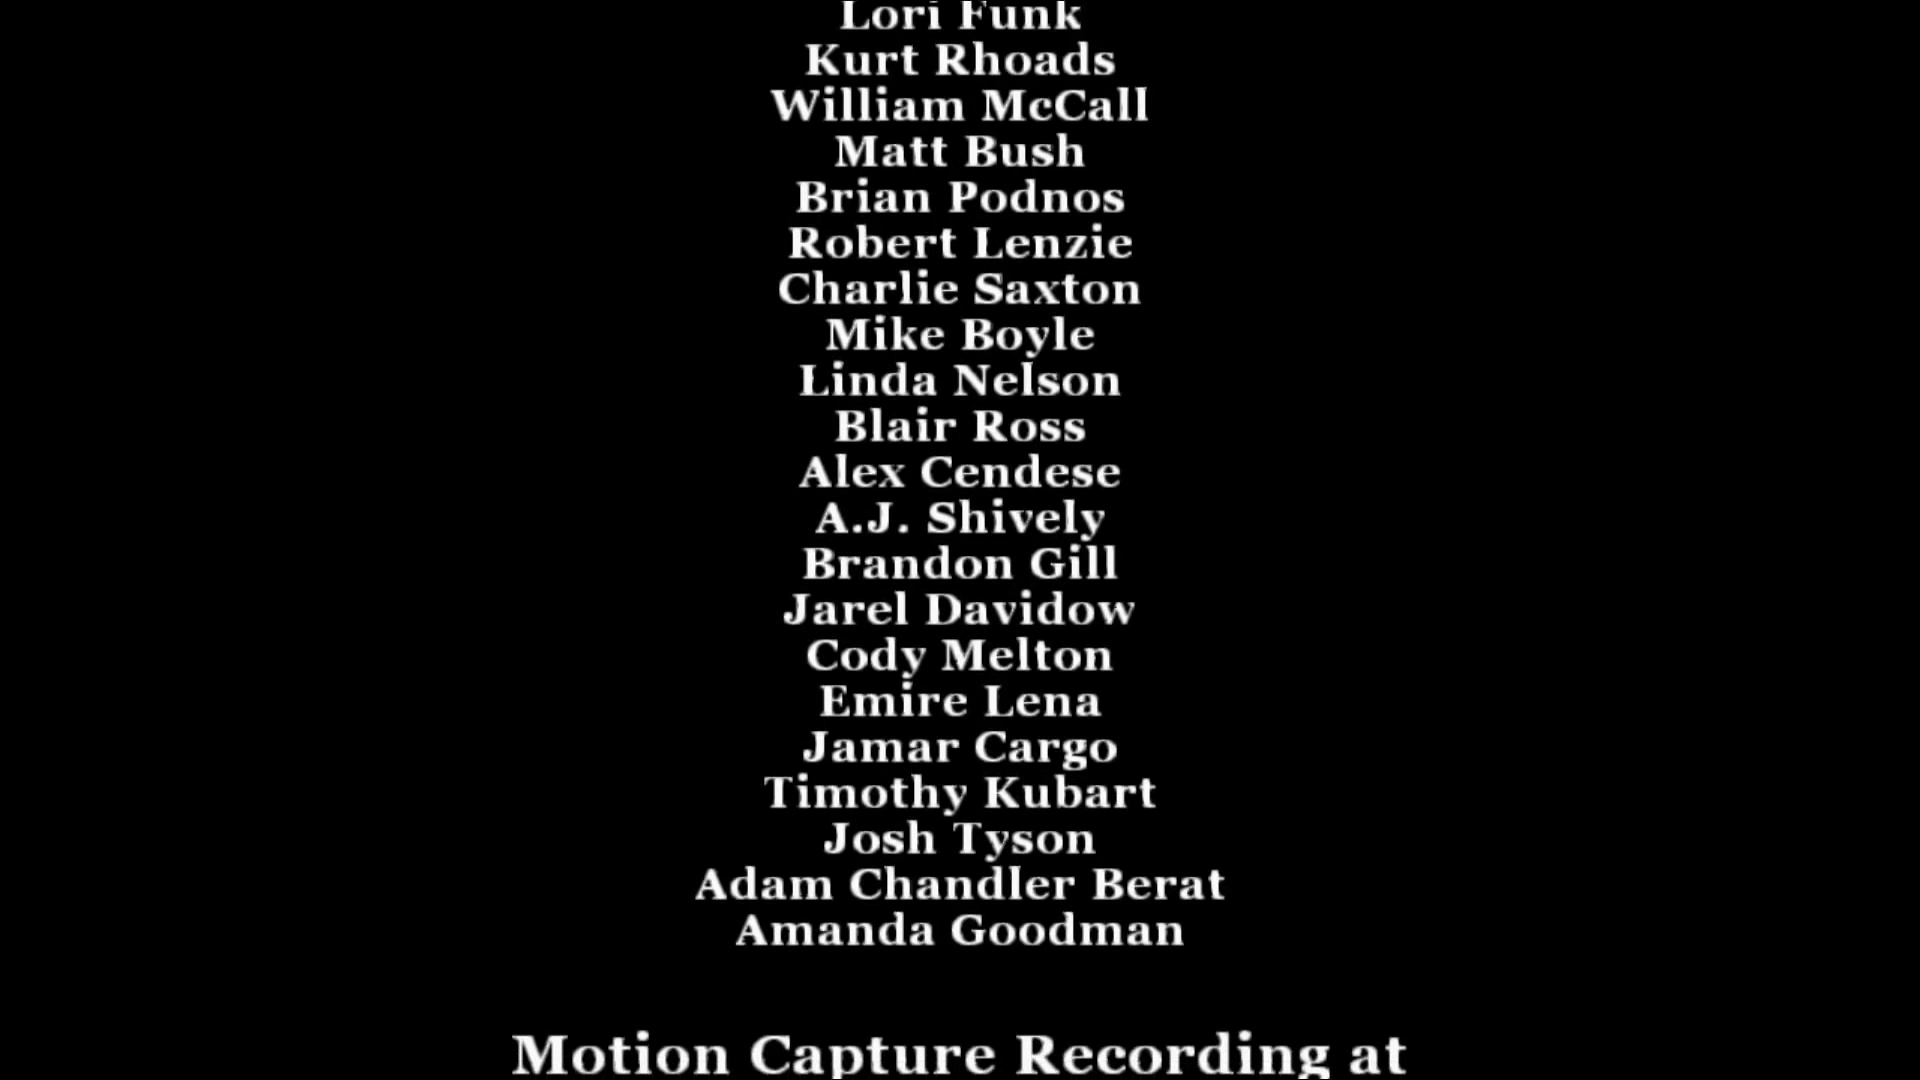 Lori Funk
Kurt Rhoads
William McCall
Matt Bush
Brian Podnos
Robert Lenzie
Charlie Saxton
Mike Boyle
Linda Nelson
Blair Ross
Alex Cendese
A.J. Shively
Brandon Gill
Jarel Davidow
Cody Melton
Emire Lena
Jamar Cargo
Timothy Kubart
Josh Tyson
Adam Chandler Berat
Amanda Goodman
Motion Capture Recording at